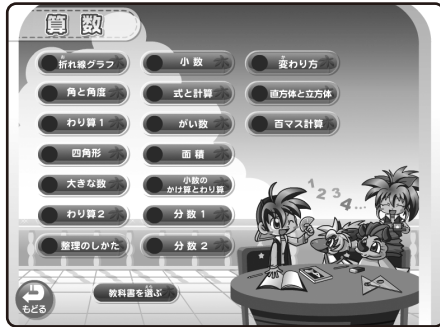 算数
折れ線グラフ
角と角度
わり算1
四角形
大きな数
わり算2
整理のしかた
小数
式と計算
がい数
面積
小数の
かけ算とわり算
分数1
分数2
変わり方
直方体と立方体
百マス計算
1 2 3 4...
教科書を選ぶ
もどる